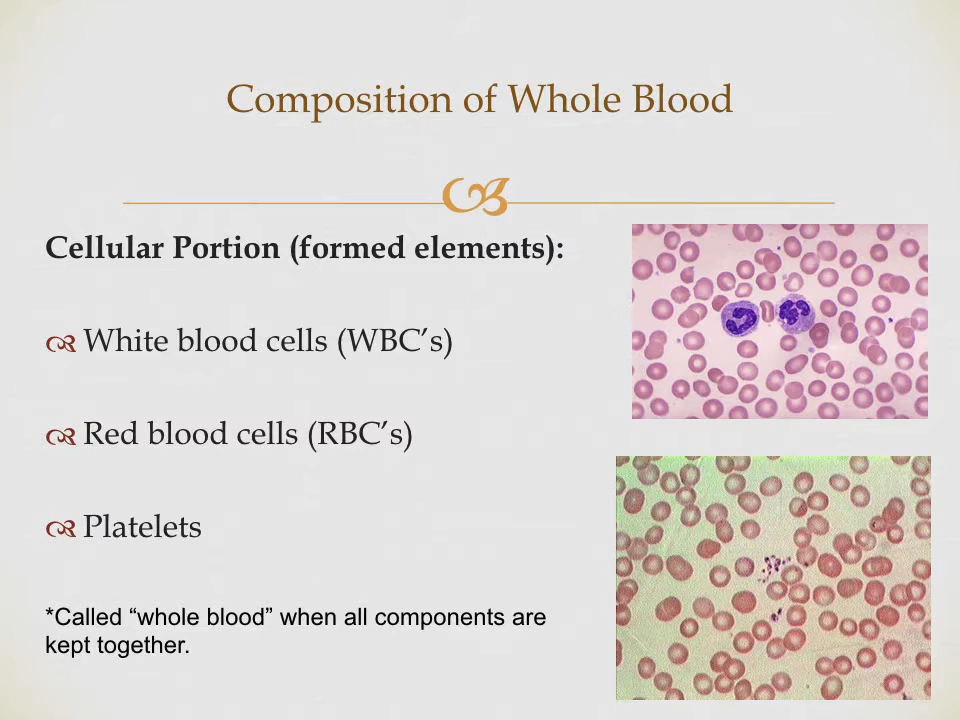 Composition of Whole Blood
Cellular Portion (formed elements):
White blood cells (WBC’s)
Red blood cells (RBC’s)
Platelets
*Called “whole blood” when all components are
kept together.